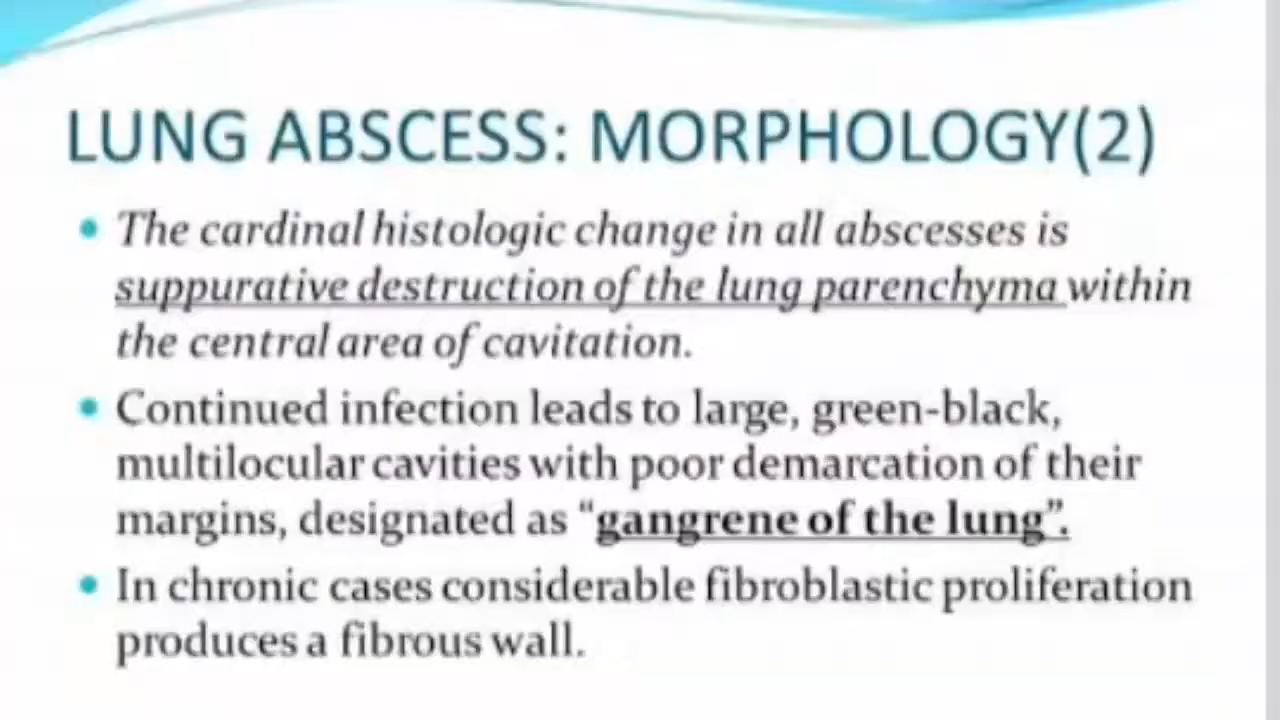 LUNG ABSCESS: MORPHOLOGY(2)
• The cardinal histologic change in all abscesses is
suppurative destruction of the lung parenchyma within
the central area of cavitation.
• Continued infection leads to large, green-black,
multilocular cavities with poor demarcation of their
margins, designated as “gangrene of the lung”.
• In chronic cases considerable fibroblastic proliferation
produces a fibrous wall.